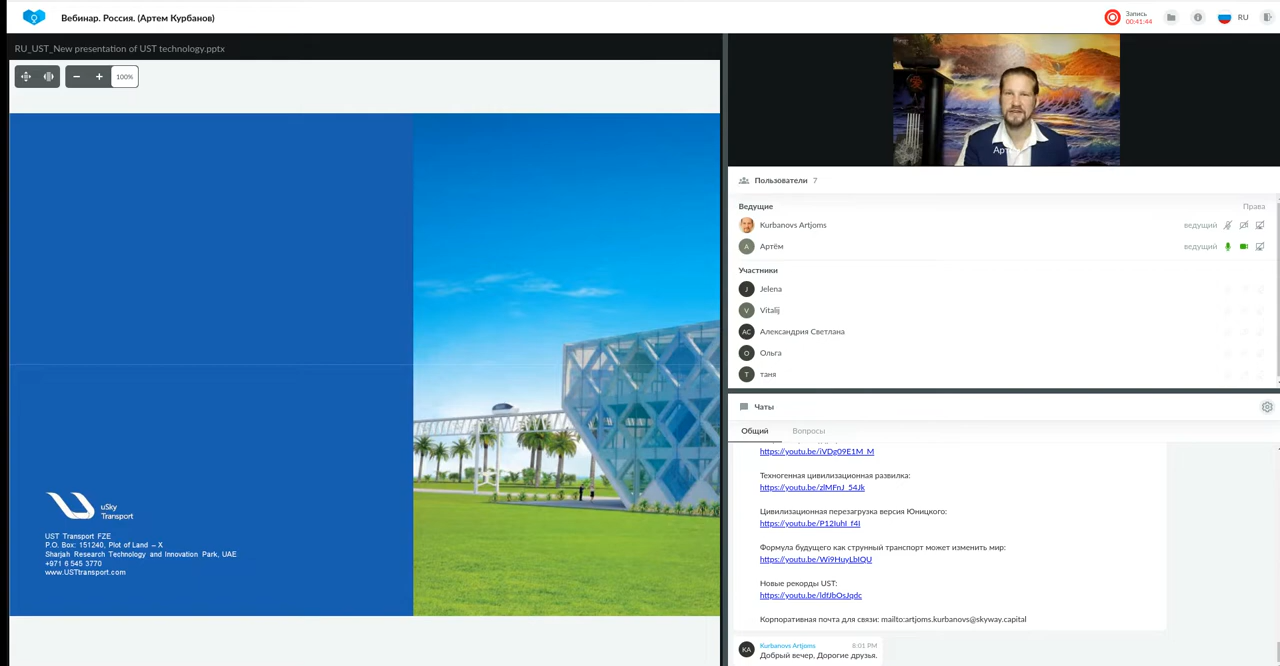 Вебинар. Россия. (Артем Курбанов)
Запись
00:41:44
RU
RU_UST_New presentation of UST technology.pptx
100%
uSky
Transport
UST Transport FZE
P.O. Box: 151240, Plot of Land – X
Sharjah Research Technology and Innovation Park, UAE
+971 6 545 3770
www.USTtransport.com
Пользователи 7
Ведущие Права
Kurbanovs Artjoms ведущий
А Артём ведущий
Участники
J Jelena
V Vitalij
АС Александрия Светлана
О Ольга
Т таня
Чаты
Общий Вопросы
https://youtu.be/iVDg09E1M_M
Техногенная цивилизационная развилка:
https://youtu.be/zlMFnJ_54Jk
Цивилизационная перезагрузка версия Юницкого:
https://youtu.be/P12Iuhl_f4I
Формула будущего как струнный транспорт может изменить мир:
https://youtu.be/Wi9HuyLbIQU
Новые рекорды UST:
https://youtu.be/ldfJbOsJqdc
Корпоративная почта для связи: mailto:artjoms.kurbanovs@skyway.capital
KA Kurbanovs Artjoms 8:01 PM
Добрый вечер. Дорогие друзья.